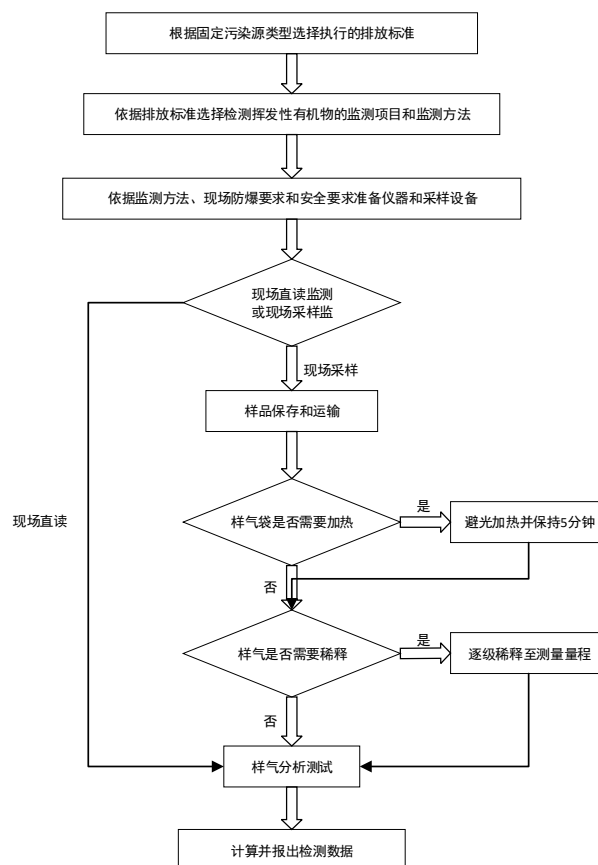 根据固定污染源类型选择执行的排放标准
依据排放标准选择检测挥发性有机物的监测项目和监测方法
依据监测方法、现场防爆要求和安全要求准备仪器和采样设备
现场直读监测
或现场采样监
现场采样
样品保存和运输
现场直读
样气袋是否需要加热
是
避光加热并保持5分钟
否
样气是否需要稀释
是
逐级稀释至测量量程
否
样气分析测试
计算并报出检测数据